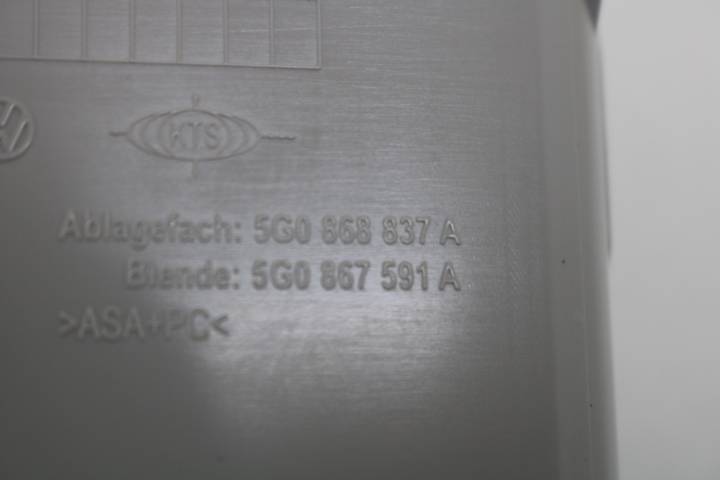 KTS
Ablagefach: 5G0 868 837 A
Blende: 5G0 867 591 A
>ASA+PC<